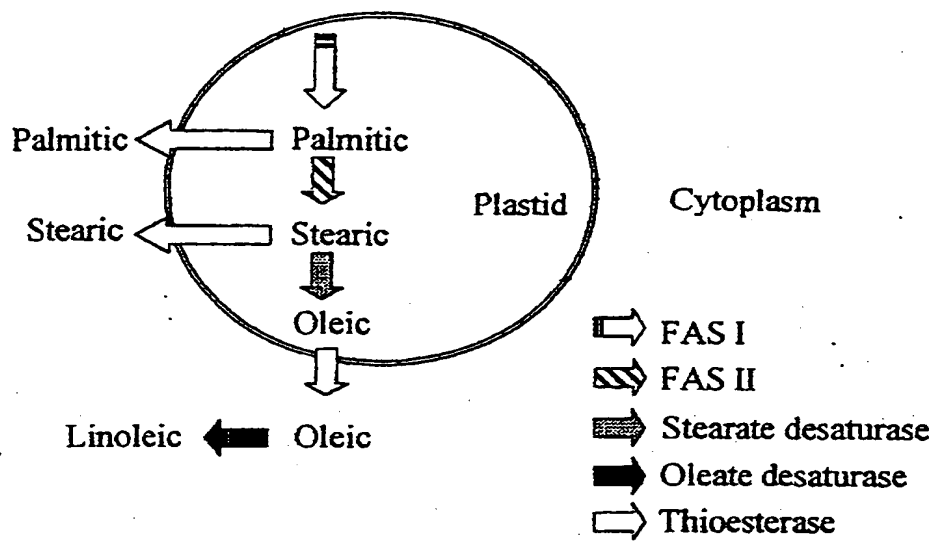 Palmitic Palmitic
Plastid Cytoplasm
Stearic Stearic
Oleic
FAS I
FAS II
Linoleic Oleic
Stearate desaturase
Oleate desaturase
Thioesterase